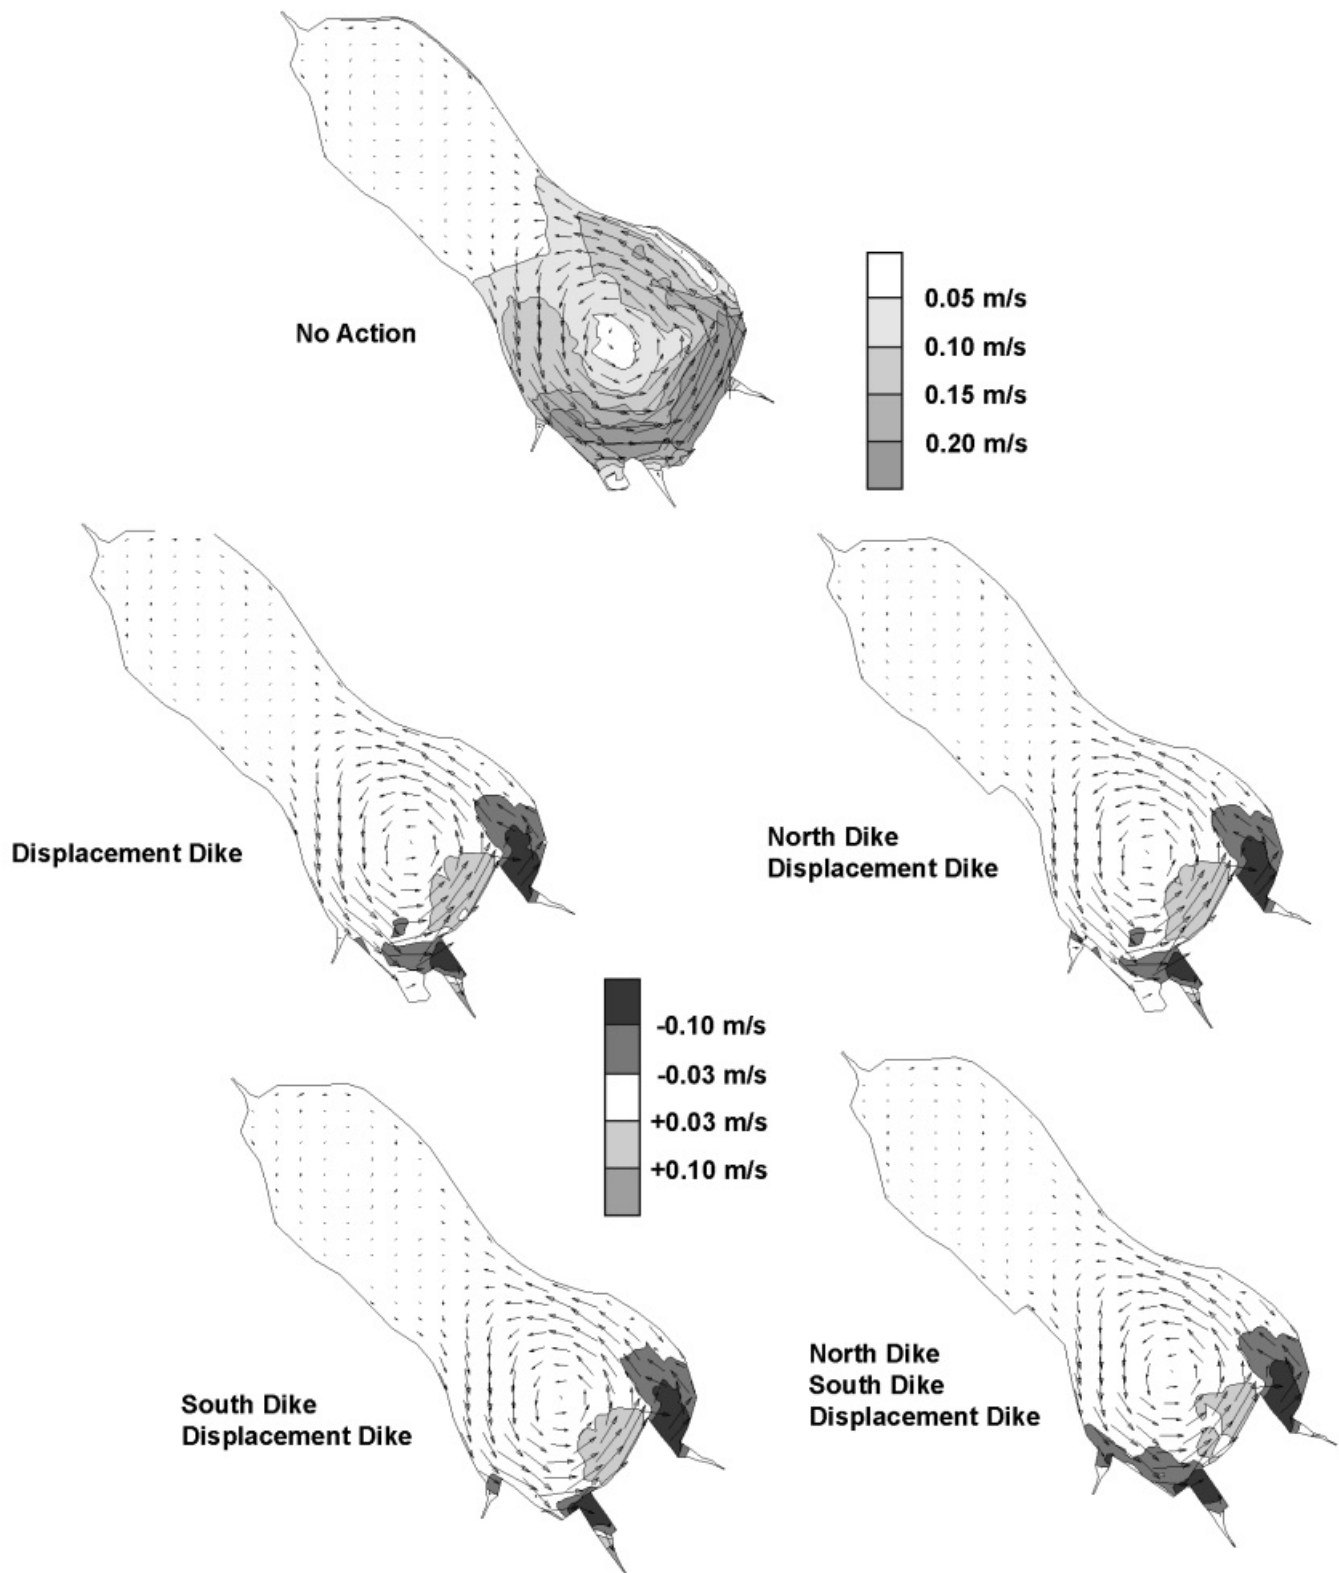 No Action
0.05 m/s
0.10 m/s
0.15 m/s
0.20 m/s
Displacement Dike
North Dike
Displacement Dike
-0.10 m/s
-0.03 m/s
+0.03 m/s
+0.10 m/s
South Dike
Displacement Dike
North Dike
South Dike
Displacement Dike